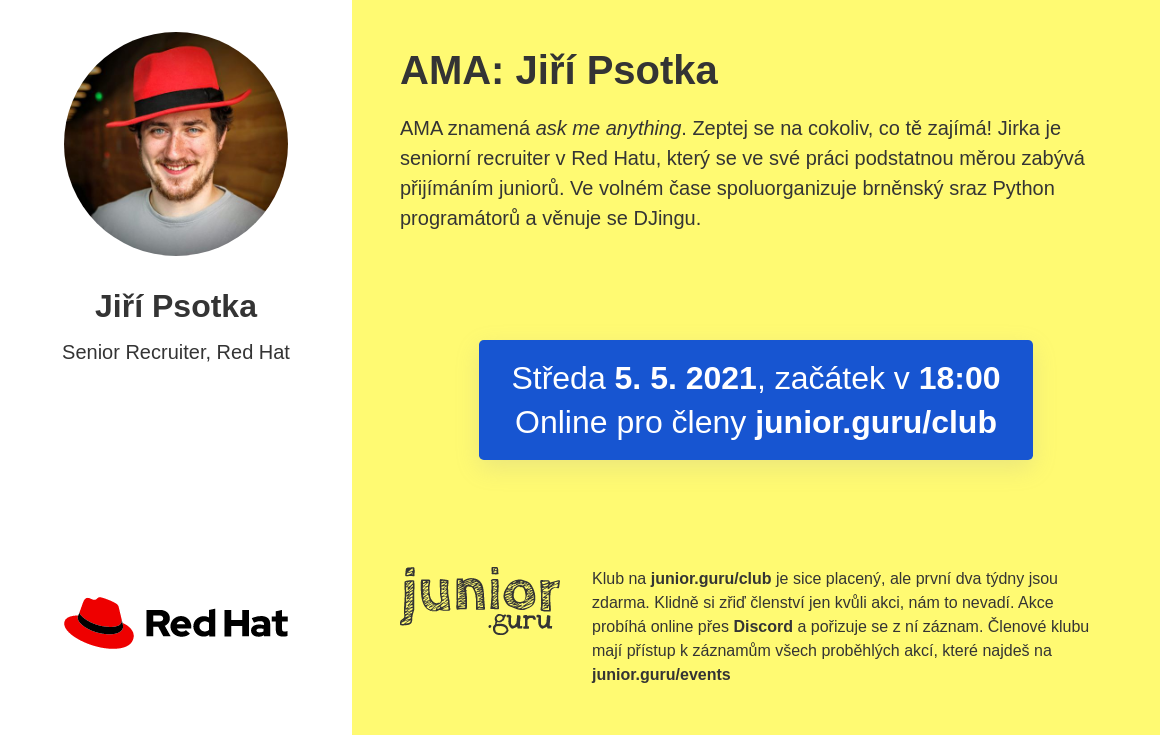 Jiří Psotka
Senior Recruiter, Red Hat
Red Hat
AMA: Jiří Psotka
AMA znamená ask me anything. Zeptej se na cokoliv, co tě zajímá! Jirka je
seniorní recruiter v Red Hatu, který se ve své práci podstatnou měrou zabývá
přijímáním juniorů. Ve volném čase spoluorganizuje brněnský sraz Python
programátorů a věnuje se DJingu.
Středa 5. 5. 2021, začátek v 18:00
Online pro členy junior.guru/club
junior
.guru
Klub na junior.guru/club je sice placený, ale první dva týdny jsou
zdarma. Klidně si zřiď členství jen kvůli akci, nám to nevadí. Akce
probíhá online přes Discord a pořizuje se z ní záznam. Členové klubu
mají přístup k záznamům všech proběhlých akcí, které najdeš na
junior.guru/events